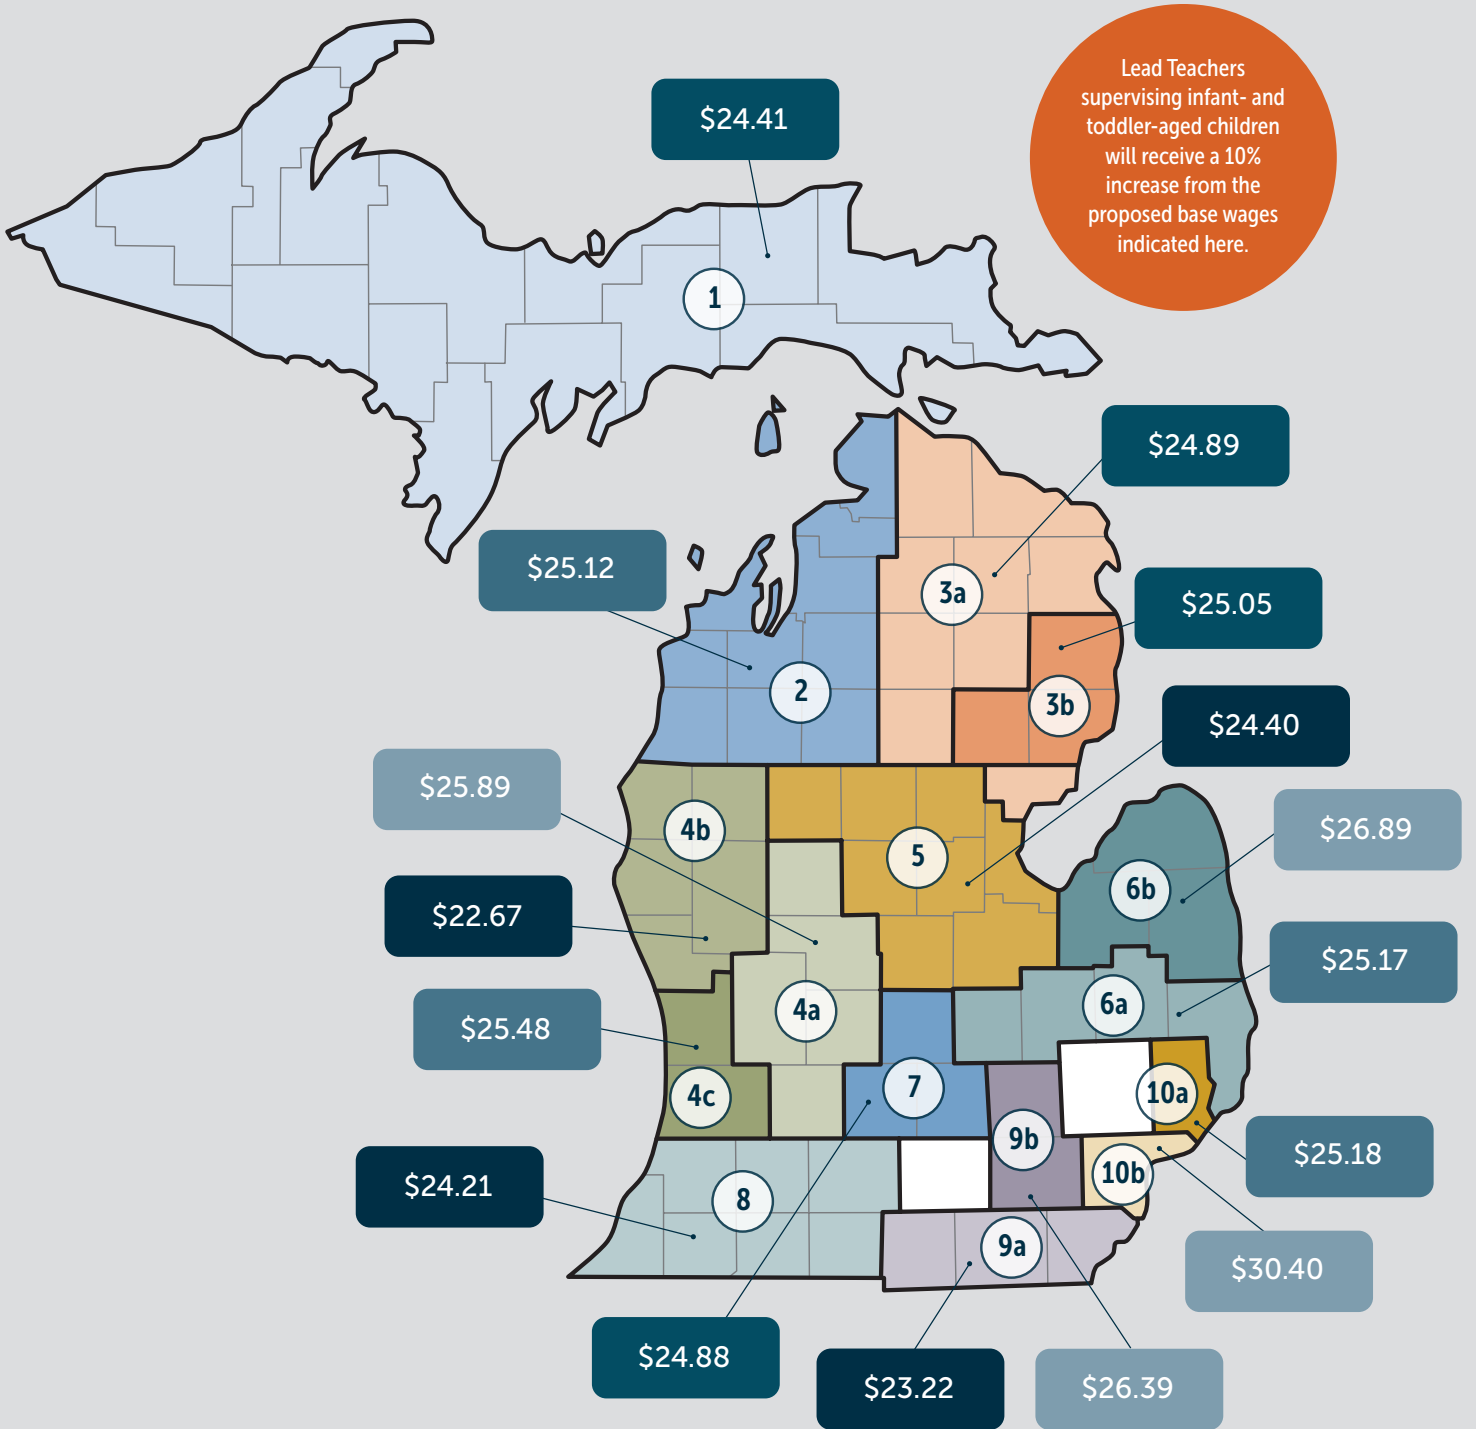 Lead Teachers
supervising infant- and
toddler-aged children
will receive a 10%
increase from the
proposed base wages
indicated here.
$24.41
1
$24.89
$25.12
3a
$25.05
2
3b
$24.40
$25.89
4b
5
$26.89
6b
$22.67
$25.17
4a
6a
$25.48
4c
7
10a
9b
$25.18
10b
$24.21
8
9a
$30.40
$24.88
$23.22
$26.39